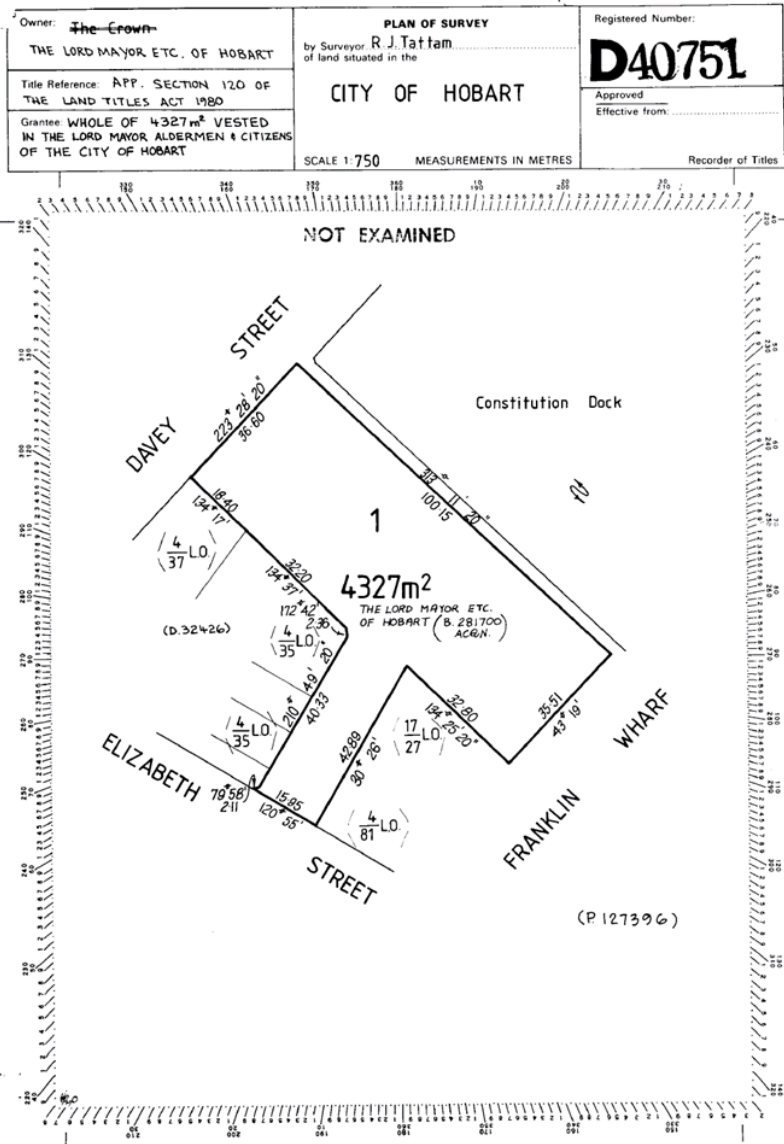 Owner: The Crown
THE LORD MAYOR ETC. OF HOBART
Title Reference: APP. SECTION 120 OF
THE LAND TITLES ACT 1980
Grantee: WHOLE OF 4327m² VESTED
IN THE LORD MAYOR ALDERMEN & CITIZENS
OF THE CITY OF HOBART
PLAN OF SURVEY
by Surveyor R.J. Tattam
of land situated in the
CITY OF HOBART
SCALE 1:750 MEASUREMENTS IN METRES
Registered Number:
D40751
Approved
Effective from:
Recorder of Titles
NOT EXAMINED
DAVEY STREET
223° 28' 20"
36·60
Constitution Dock
313° 11' 20"
100·15
18·40
134° 17'
1
4/37 L.O.
32·20
134° 37'
4327m²
THE LORD MAYOR ETC.
OF HOBART (B. 281700)
ACQN.
172° 42'
2·36
(D.32426)
4/35 L.O.
210° 49' 20"
40·33
4/35 L.O.
32·80
134° 25' 20"
35·51
43° 19'
17/27 L.O.
42·89
30° 26'
FRANKLIN WHARF
ELIZABETH STREET
79° 58'
2·11
15·95
120° 55'
4/81 L.O.
(P.127396)